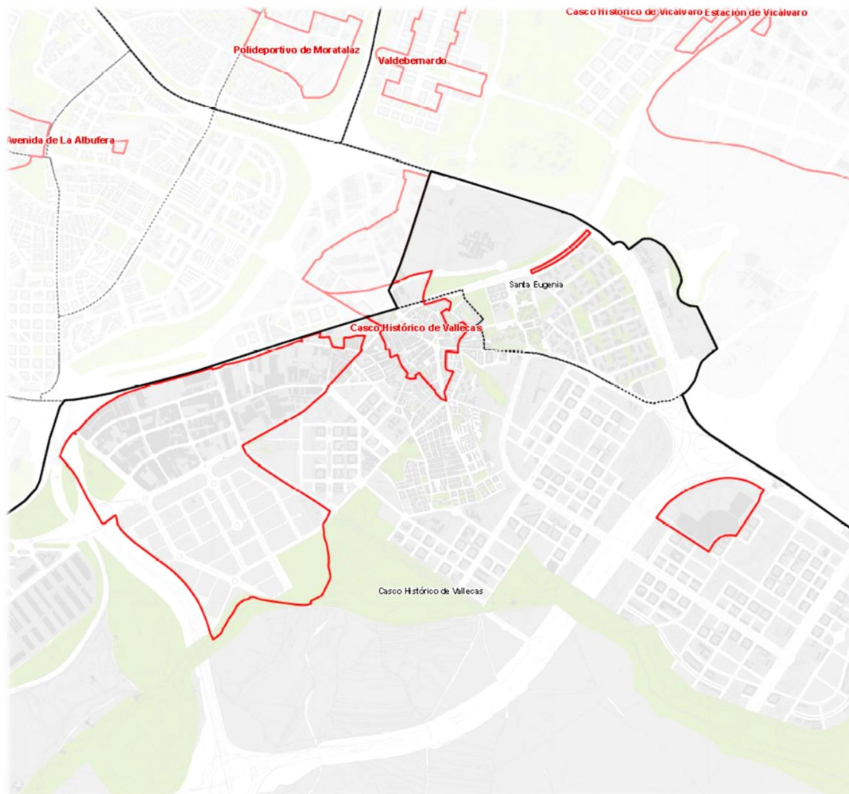 Casco Histórico de Vicálvaro Estación de Vicálvaro
Polideportivo de Moratalaz
Valdebernardo
Avenida de La Albufera
Santa Eugenia
Casco Histórico de Vallecas
Casco Histórico de Vallecas